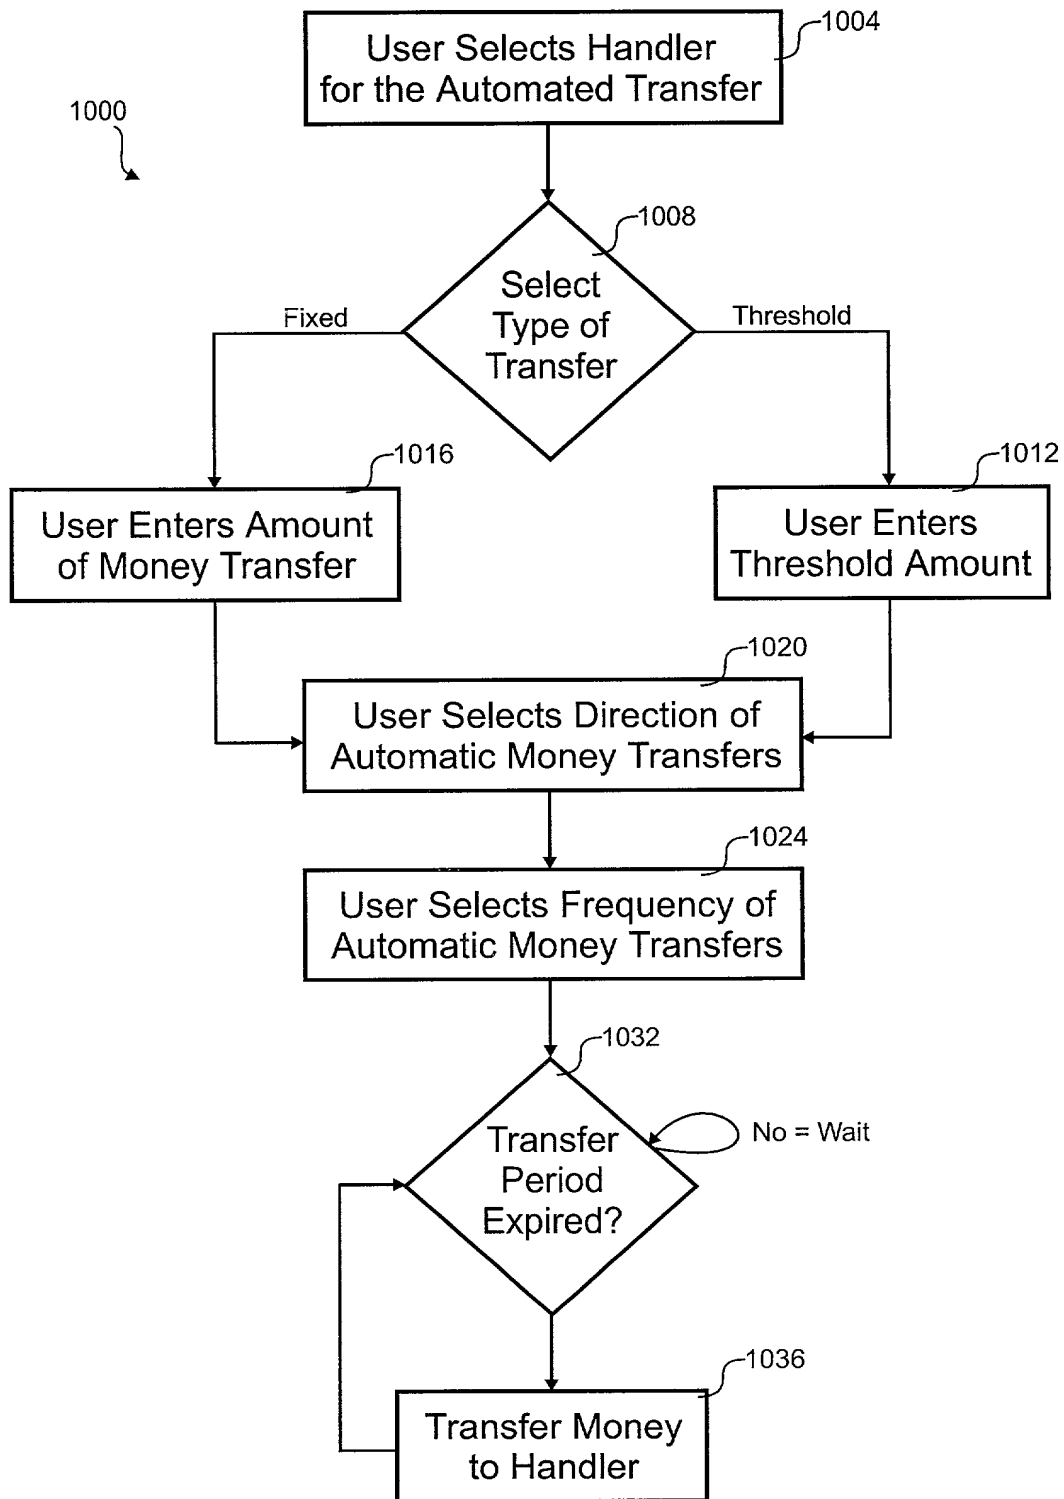 1004
User Selects Handler
for the Automated Transfer
1000
1008
Select
Type of
Transfer
Fixed
Threshold
1016
User Enters Amount
of Money Transfer
1012
User Enters
Threshold Amount
1020
User Selects Direction of
Automatic Money Transfers
1024
User Selects Frequency of
Automatic Money Transfers
1032
Transfer
Period
Expired?
No = Wait
1036
Transfer Money
to Handler